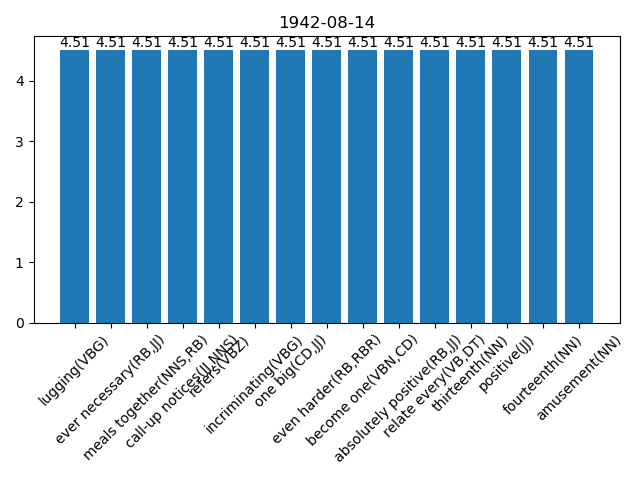 1942-08-14
4.51 4.51 4.51 4.51 4.51 4.51 4.51 4.51 4.51 4.51 4.51 4.51 4.51 4.51 4.51
4
3
2
1
0
lugging(VBG)
ever necessary(RB,JJ)
meals together(NNS,RB)
call-up notices(JJ,NNS)
refers(VBZ)
incriminating(VBG)
one big(CD,JJ)
even harder(RB,RBR)
become one(VBN,CD)
absolutely positive(RB,JJ)
relate every(VB,DT)
thirteenth(NN)
positive(JJ)
fourteenth(NN)
amusement(NN)